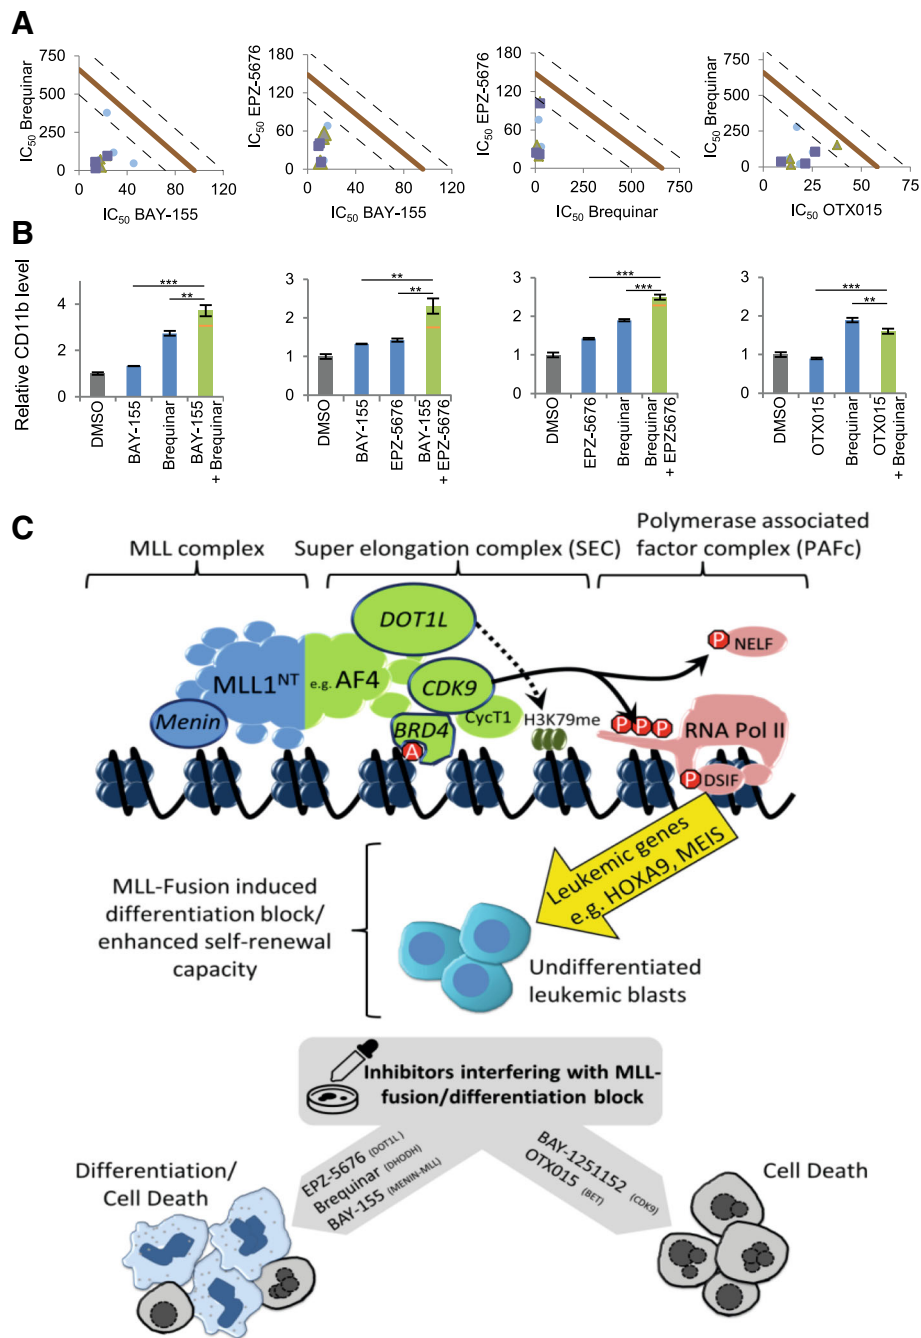 A
IC50 Brequinar
750
500
250
0
0 40 80 120
IC50 BAY-155
IC50 EPZ-5676
180
120
60
0
0 40 80 120
IC50 BAY-155
IC50 EPZ-5676
180
120
60
0
0 250 500 750
IC50 Brequinar
IC50 Brequinar
750
500
250
0
0 25 50 75
IC50 OTX015
B
Relative CD11b level
4
2
0
***
**
DMSO
BAY-155
Brequinar
BAY-155
+ Brequinar
3
2
1
0
**
**
DMSO
BAY-155
EPZ-5676
BAY-155
+ EPZ-5676
3
2
1
0
***
***
DMSO
EPZ-5676
Brequinar
Brequinar
+ EPZ5676
3
2
1
0
***
**
DMSO
OTX015
Brequinar
OTX015
+ Brequinar
C
MLL complex
Super elongation complex (SEC)
Polymerase associated
factor complex (PAFc)
DOT1L
P NELF
MLL1NT
e.g. AF4
CDK9
Menin
BRD4
CycT1
H3K79me
P P P
RNA Pol II
A
P DSIF
Leukemic genes
e.g. HOXA9, MEIS
MLL-Fusion induced
differentiation block/
enhanced self-renewal
capacity
Undifferentiated
leukemic blasts
Inhibitors interfering with MLL-
fusion/differentiation block
Differentiation/
Cell Death
EPZ-5676 (DOT1L)
Brequinar (DHODH)
BAY-155 (MENIN-MLL)
BAY-1251152 (CDK9)
OTX015 (BET)
Cell Death